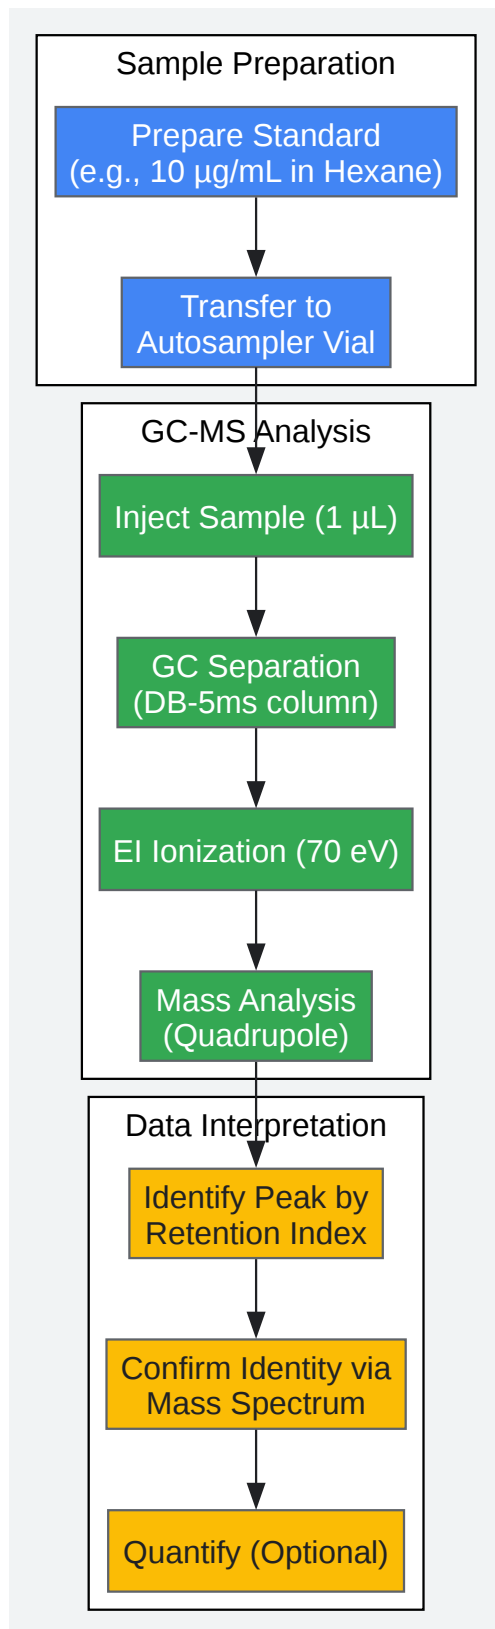 Sample Preparation
Prepare Standard
(e.g., 10 µg/mL in Hexane)
Transfer to
Autosampler Vial
GC-MS Analysis
Inject Sample (1 µL)
GC Separation
(DB-5ms column)
EI Ionization (70 eV)
Mass Analysis
(Quadrupole)
Data Interpretation
Identify Peak by
Retention Index
Confirm Identity via
Mass Spectrum
Quantify (Optional)